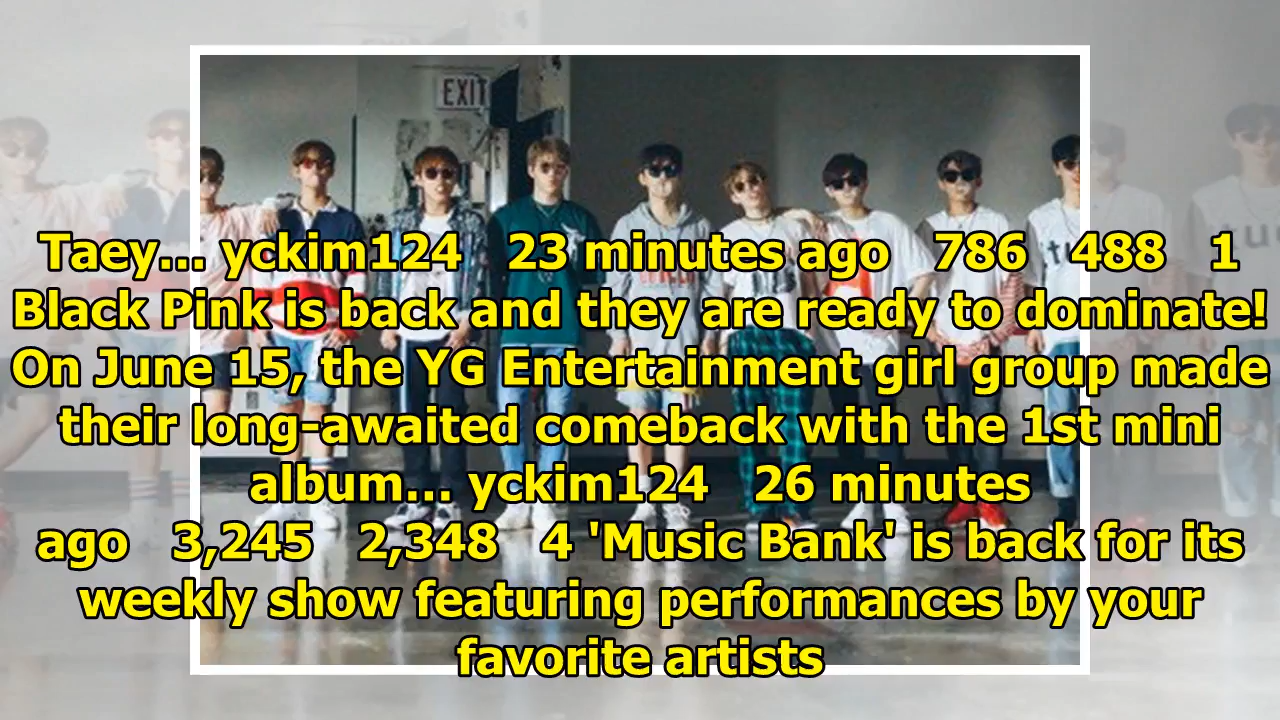 EXIT
Taey... yckim124 23 minutes ago 786 488 1
Black Pink is back and they are ready to dominate!
On June 15, the YG Entertainment girl group made
their long-awaited comeback with the 1st mini
album... yckim124 26 minutes
ago 3,245 2,348 4 'Music Bank' is back for its
weekly show featuring performances by your
favorite artists